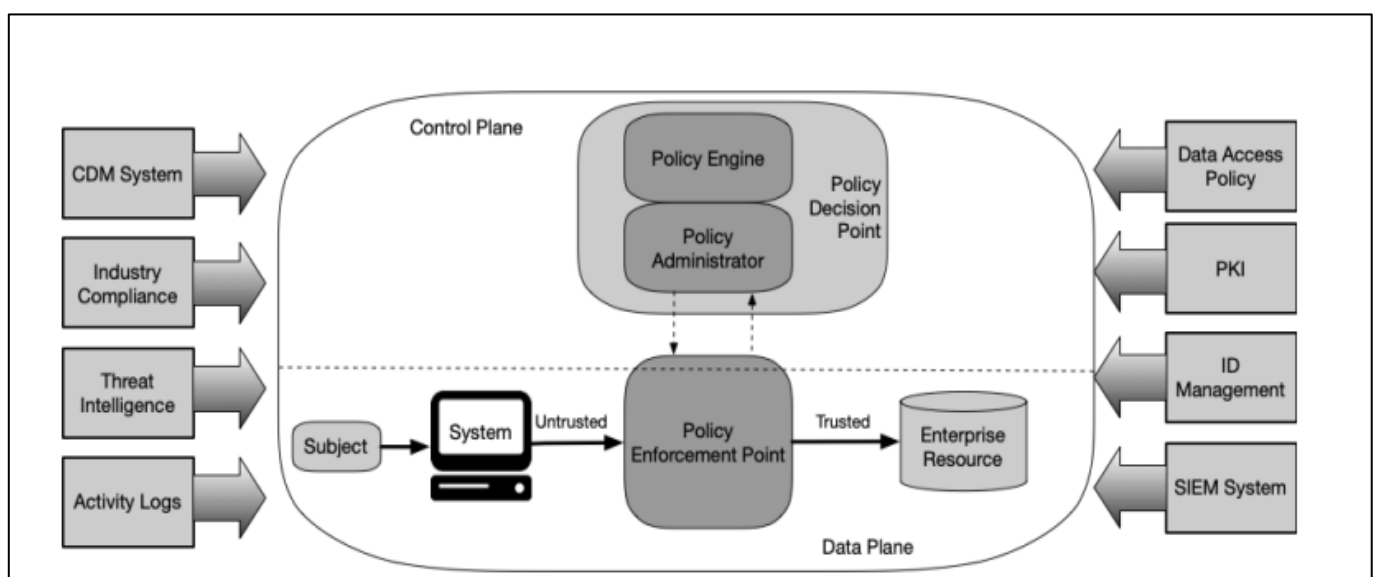 Control Plane
Policy Engine
Policy
Administrator
Policy
Decision
Point
CDM System
Industry
Compliance
Threat
Intelligence
Activity Logs
Data Access
Policy
PKI
ID
Management
SIEM System
Subject
System
Untrusted
Policy
Enforcement Point
Trusted
Enterprise
Resource
Data Plane